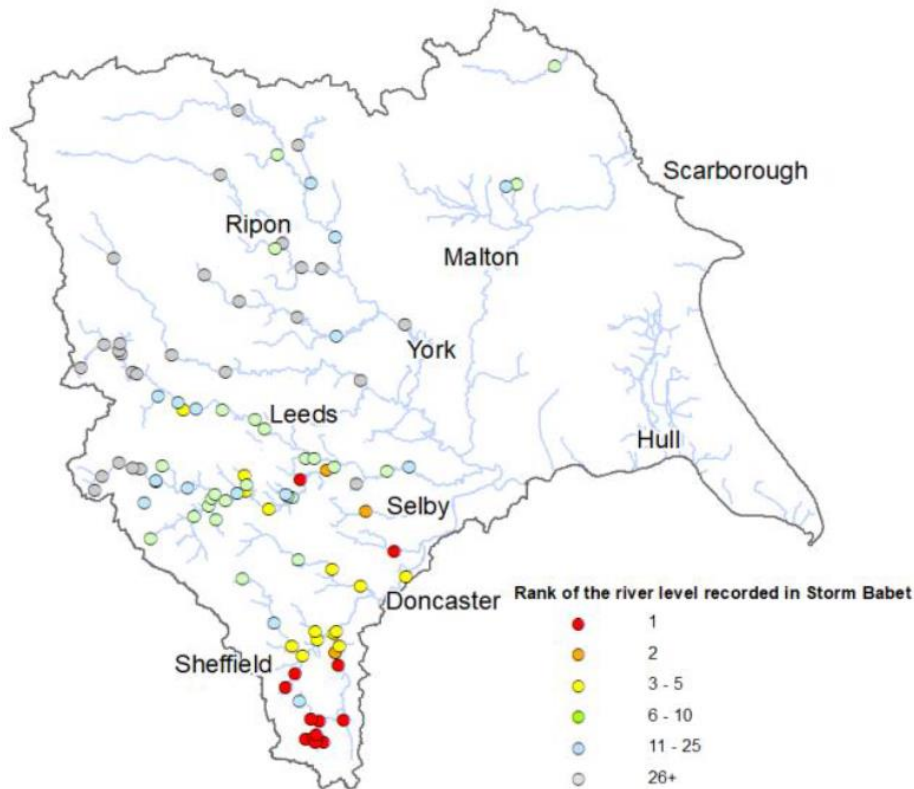 Scarborough
Ripon
Malton
York
Leeds
Hull
Selby
Doncaster
Sheffield
Rank of the river level recorded in Storm Babet
1
2
3 - 5
6 - 10
11 - 25
26+